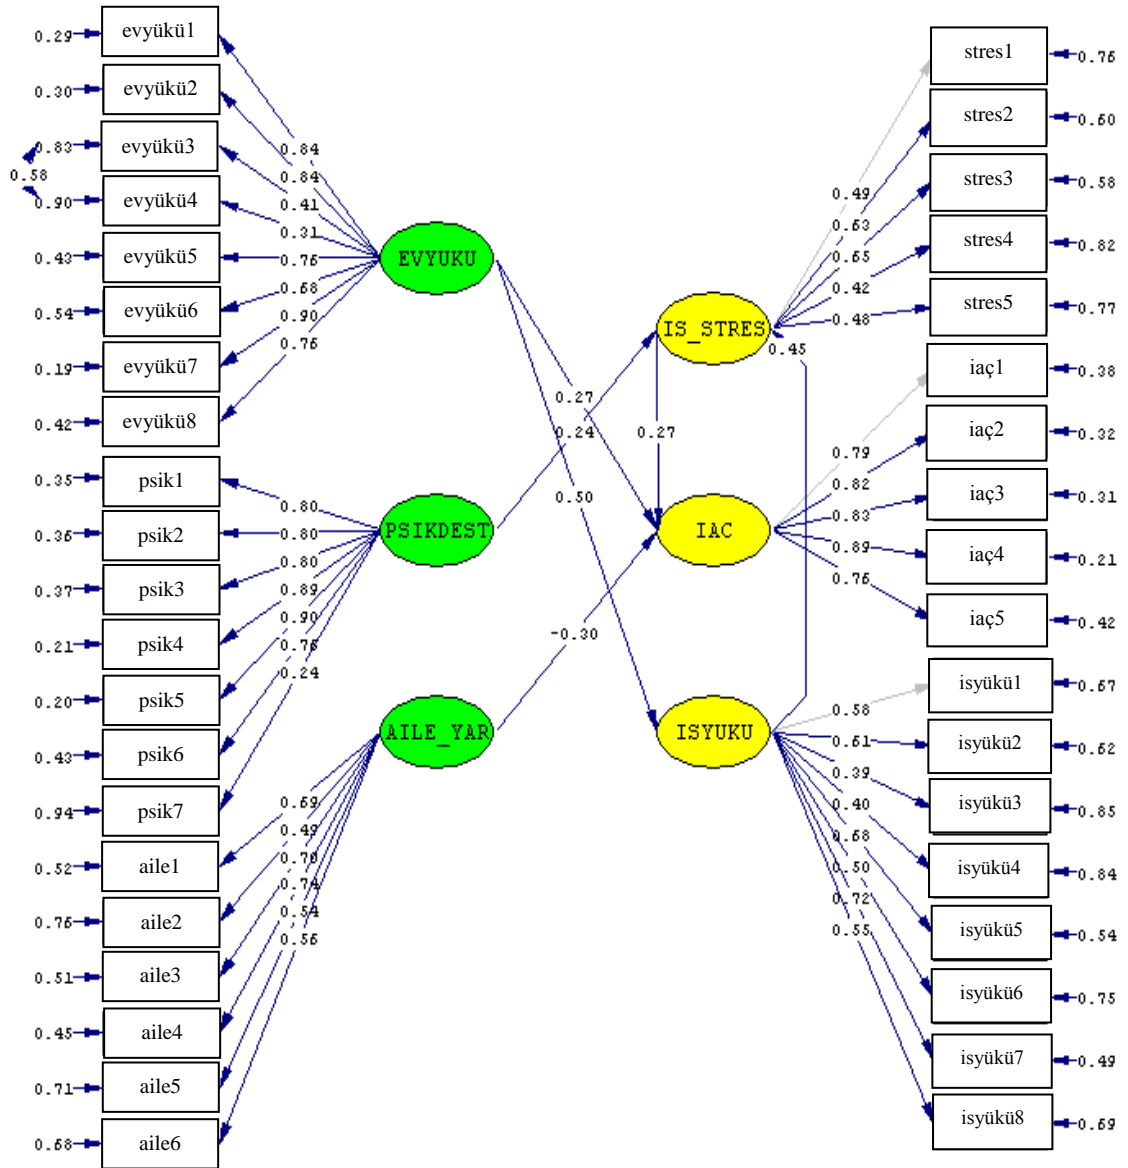 0.29 evyükü1
0.30 evyükü2
0.83 evyükü3
0.58
0.90 evyükü4
0.43 evyükü5
0.54 evyükü6
0.19 evyükü7
0.42 evyükü8
0.35 psik1
0.36 psik2
0.37 psik3
0.21 psik4
0.20 psik5
0.43 psik6
0.94 psik7
0.52 aile1
0.76 aile2
0.51 aile3
0.45 aile4
0.71 aile5
0.68 aile6
0.84
0.84
0.41
0.31
0.76
0.68
0.90
0.76
EVYUKU
0.80
0.80
0.80
0.89
0.90
0.76
0.24
PSIKDEST
0.69
0.49
0.70
0.74
0.54
0.56
AILE_YAR
0.27
0.24
0.50
-0.30
0.27
0.45
IS_STRES
IAC
ISYUKU
0.49
0.63
0.65
0.42
0.48
0.79
0.82
0.83
0.89
0.76
0.58
0.61
0.39
0.40
0.68
0.50
0.72
0.55
stres1 0.76
stres2 0.60
stres3 0.58
stres4 0.82
stres5 0.77
iaç1 0.38
iaç2 0.32
iaç3 0.31
iaç4 0.21
iaç5 0.42
isyükü1 0.67
isyükü2 0.62
isyükü3 0.85
isyükü4 0.84
isyükü5 0.54
isyükü6 0.75
isyükü7 0.49
isyükü8 0.69